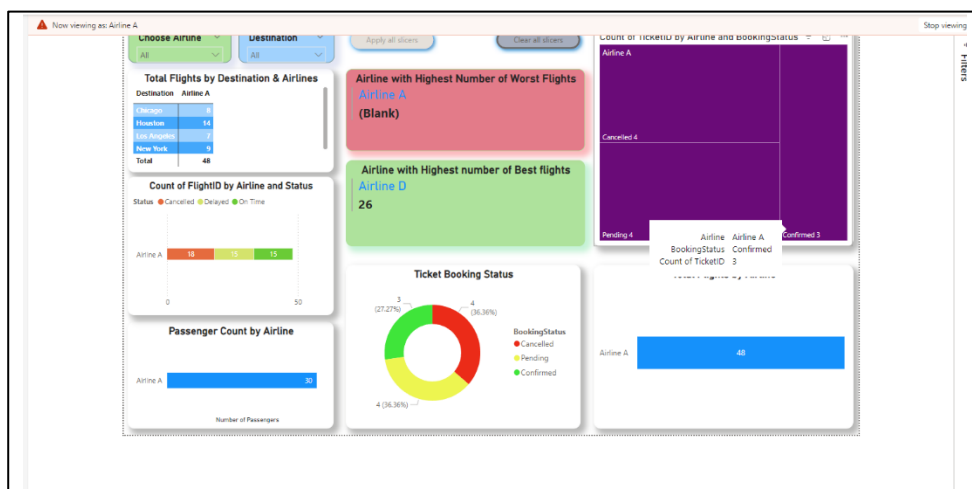 Now viewing as: Airline A
Stop viewing
Choose Airline
All
Destination
All
Apply all slicers
Clear all slicers
Count of TicketID by Airline and BookingStatus
Filters
Total Flights by Destination & Airlines
Destination Airline A
Chicago 8
Houston 14
Los Angeles 7
New York 9
Total 48
Airline with Highest Number of Worst Flights
Airline A
(Blank)
Airline with Highest number of Best flights
Airline D
26
Airline A
Cancelled 4
Pending 4
Confirmed 3
Airline Airline A
BookingStatus Confirmed
Count of TicketID 3
Count of FlightID by Airline and Status
Status Cancelled Delayed On Time
Airline A 18 15 15
0 50
Passenger Count by Airline
Airline A 30
Number of Passengers
Ticket Booking Status
3
(27.27%)
4
(36.36%)
4 (36.36%)
BookingStatus
Cancelled
Pending
Confirmed
Total Flights by Airline
Airline A 48